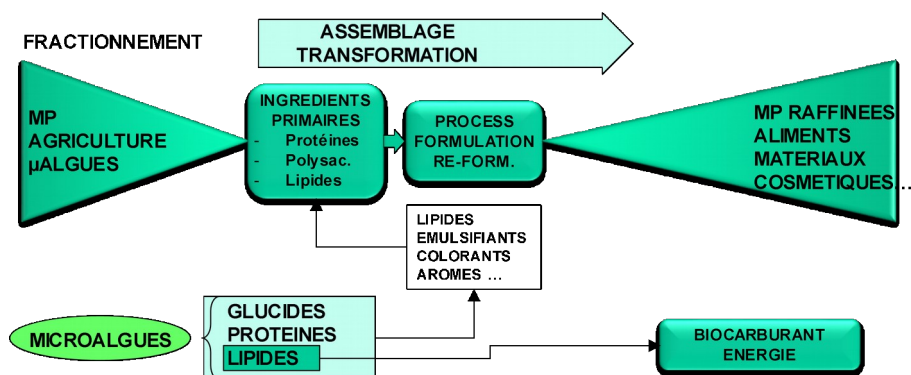 FRACTIONNEMENT
ASSEMBLAGE
TRANSFORMATION
MP
AGRICULTURE
µALGUES
INGREDIENTS
PRIMAIRES
- Protéines
- Polysac.
- Lipides
PROCESS
FORMULATION
RE-FORM.
MP RAFFINEES
ALIMENTS
MATERIAUX
COSMETIQUES...
LIPIDES
EMULSIFIANTS
COLORANTS
AROMES ...
MICROALGUES
GLUCIDES
PROTEINES
LIPIDES
BIOCARBURANT
ENERGIE